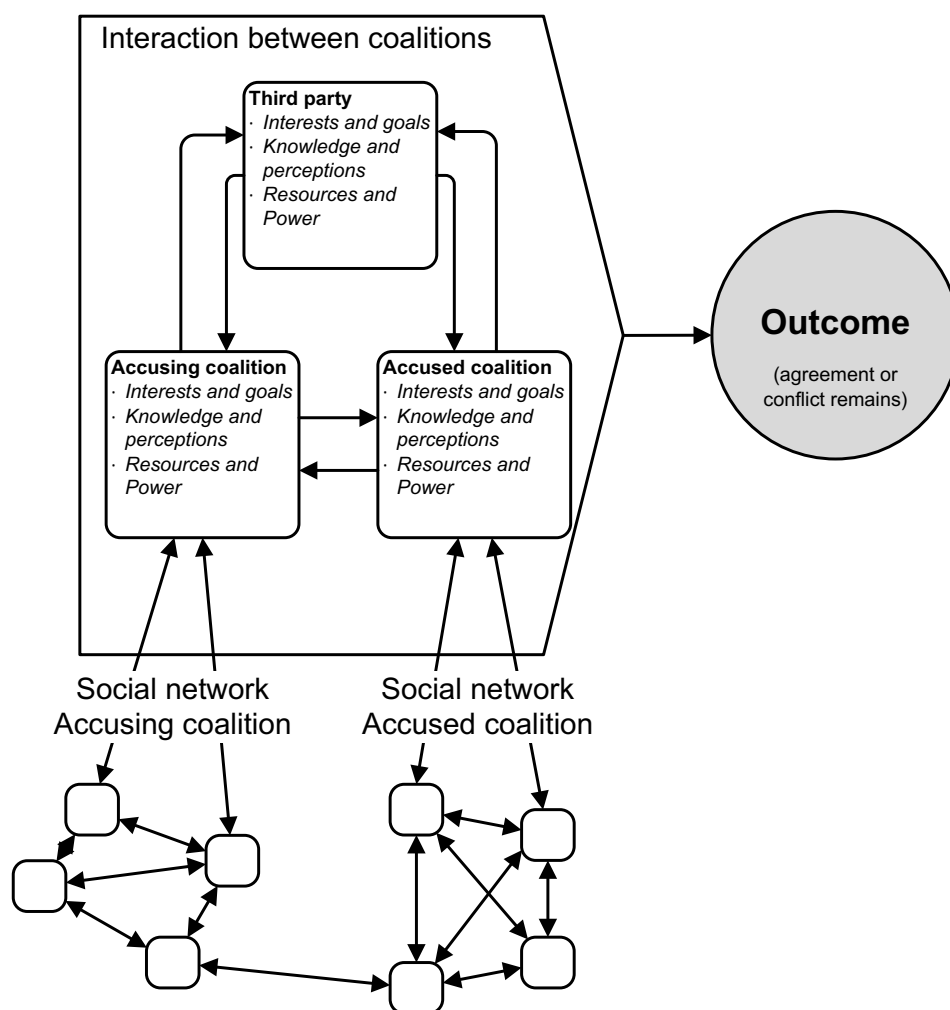 Interaction between coalitions
Third party
· Interests and goals
· Knowledge and
perceptions
· Resources and
Power
Accusing coalition
· Interests and goals
· Knowledge and
perceptions
· Resources and
Power
Accused coalition
· Interests and goals
· Knowledge and
perceptions
· Resources and
Power
Outcome
(agreement or
conflict remains)
Social network
Accusing coalition
Social network
Accused coalition